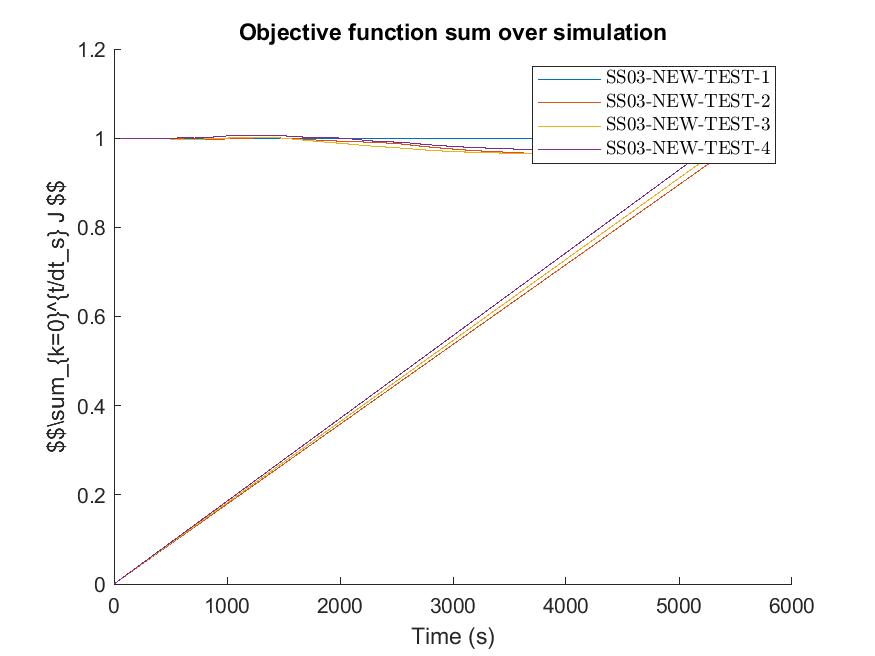 Objective function sum over simulation
1.2
1
0.8
0.6
0.4
0.2
0
$$\sum_{k=0}^{t/dt_s} J $$
SS03-NEW-TEST-1
SS03-NEW-TEST-2
SS03-NEW-TEST-3
SS03-NEW-TEST-4
0 1000 2000 3000 4000 5000 6000
Time (s)